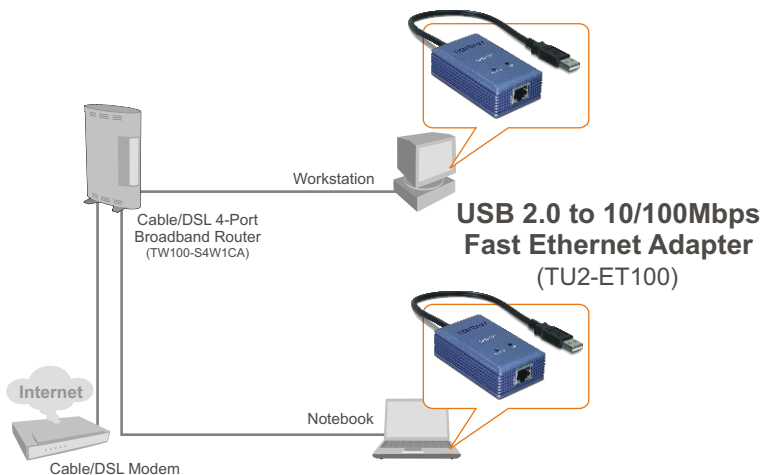 Workstation
Cable/DSL 4-Port
Broadband Router
(TW100-S4W1CA)
USB 2.0 to 10/100Mbps
Fast Ethernet Adapter
(TU2-ET100)
Internet
Notebook
Cable/DSL Modem